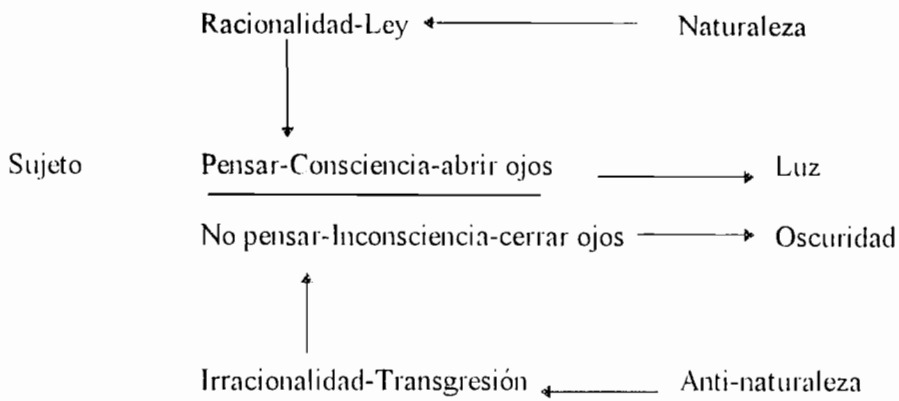 Racionalidad-Ley Naturaleza
Sujeto Pensar-Consciencia-abrir ojos Luz
No pensar-Inconsciencia-cerrar ojos Oscuridad
Irracionalidad-Transgresión Anti-naturaleza